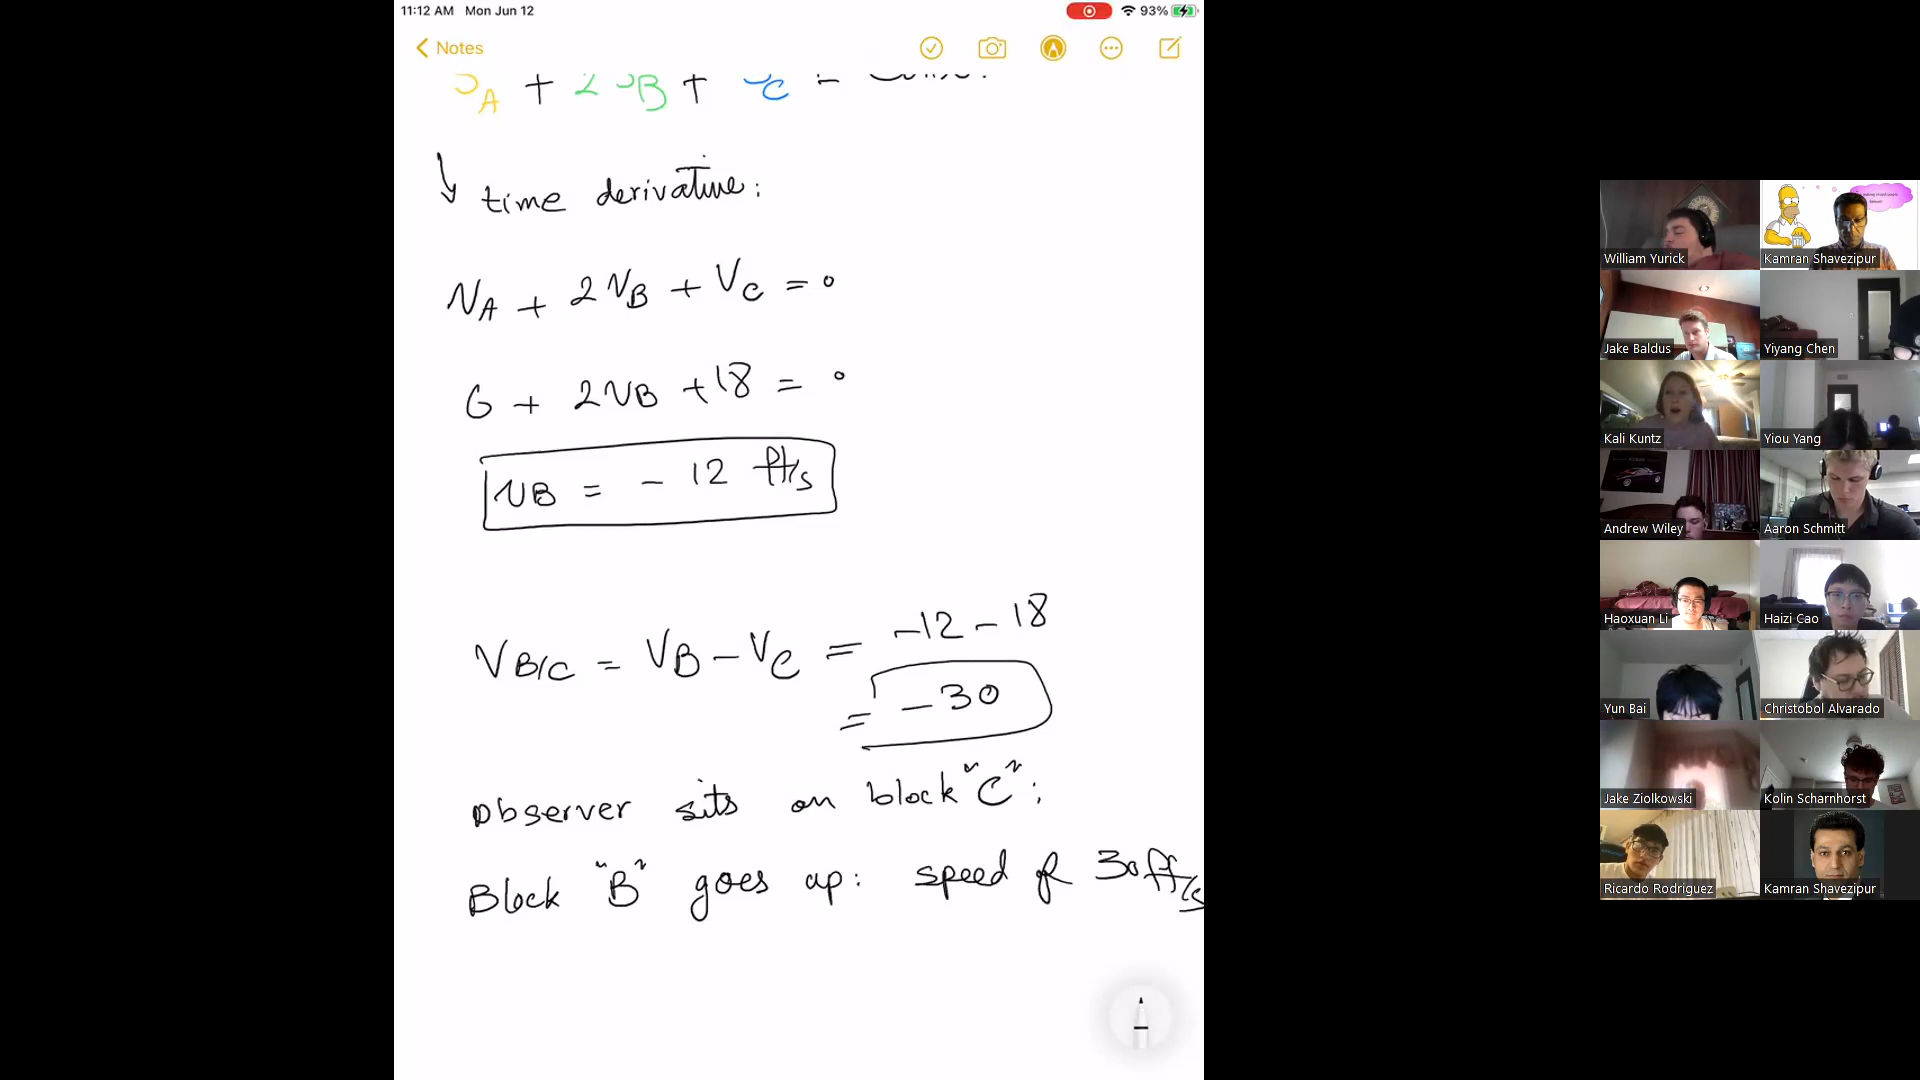 11:12 AM Mon Jun 12
93%
Notes
A + 2 B + C =
time derivative:
VA + 2VB + VC = 0
6 + 2VB + 18 = 0
VB = - 12 ft/s
VB/C = VB - VC = -12 - 18
= -30
Observer sits on block "C":
Block "B" goes up: speed of 30 ft/s
William Yurick
Kamran Shavezipur
Jake Baldus
Yiyang Chen
Kali Kuntz
Yiou Yang
Andrew Wiley
Aaron Schmitt
Haoxuan Li
Haizi Cao
Yun Bai
Christobol Alvarado
Jake Ziolkowski
Kolin Scharnhorst
Ricardo Rodriguez
Kamran Shavezipur